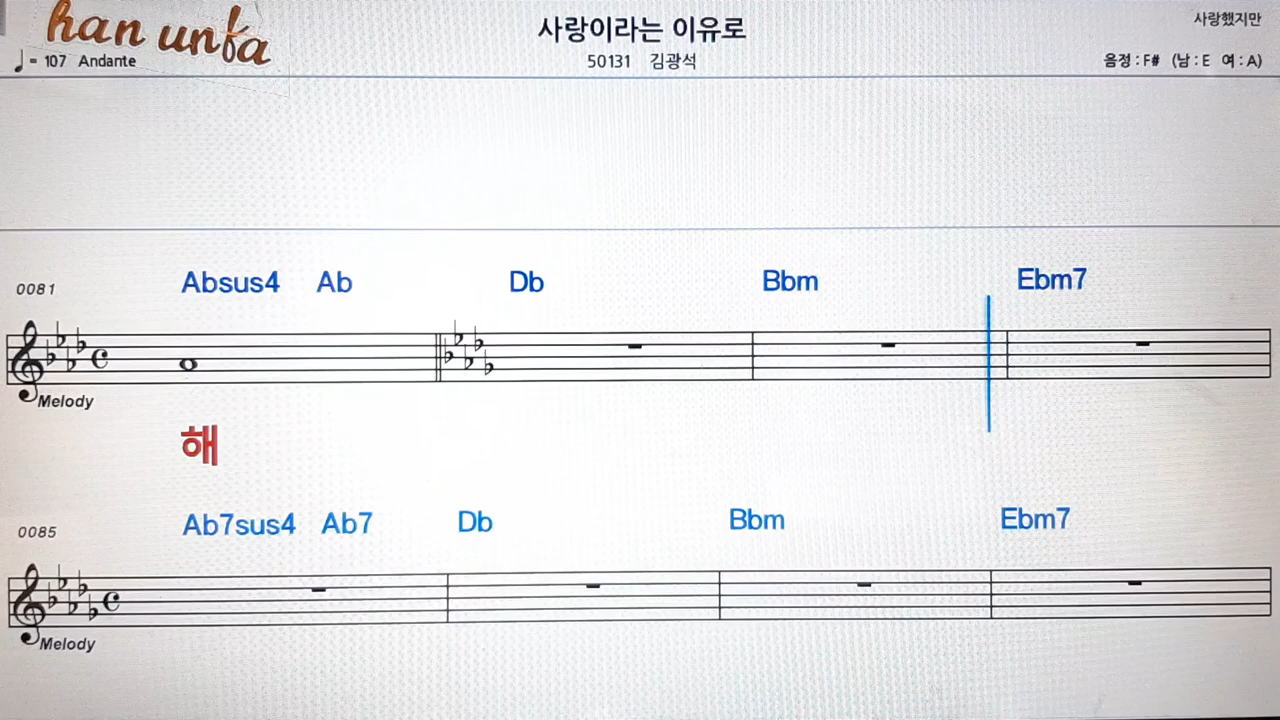 han unfa
사랑이라는 이유로
사랑했지만
♩= 107 Andante
50131 김광석
음정 : F# (남 : E 여 : A)
Absus4 Ab Db Bbm Ebm7
0081
Melody
해
Ab7sus4 Ab7 Db Bbm Ebm7
0085
Melody